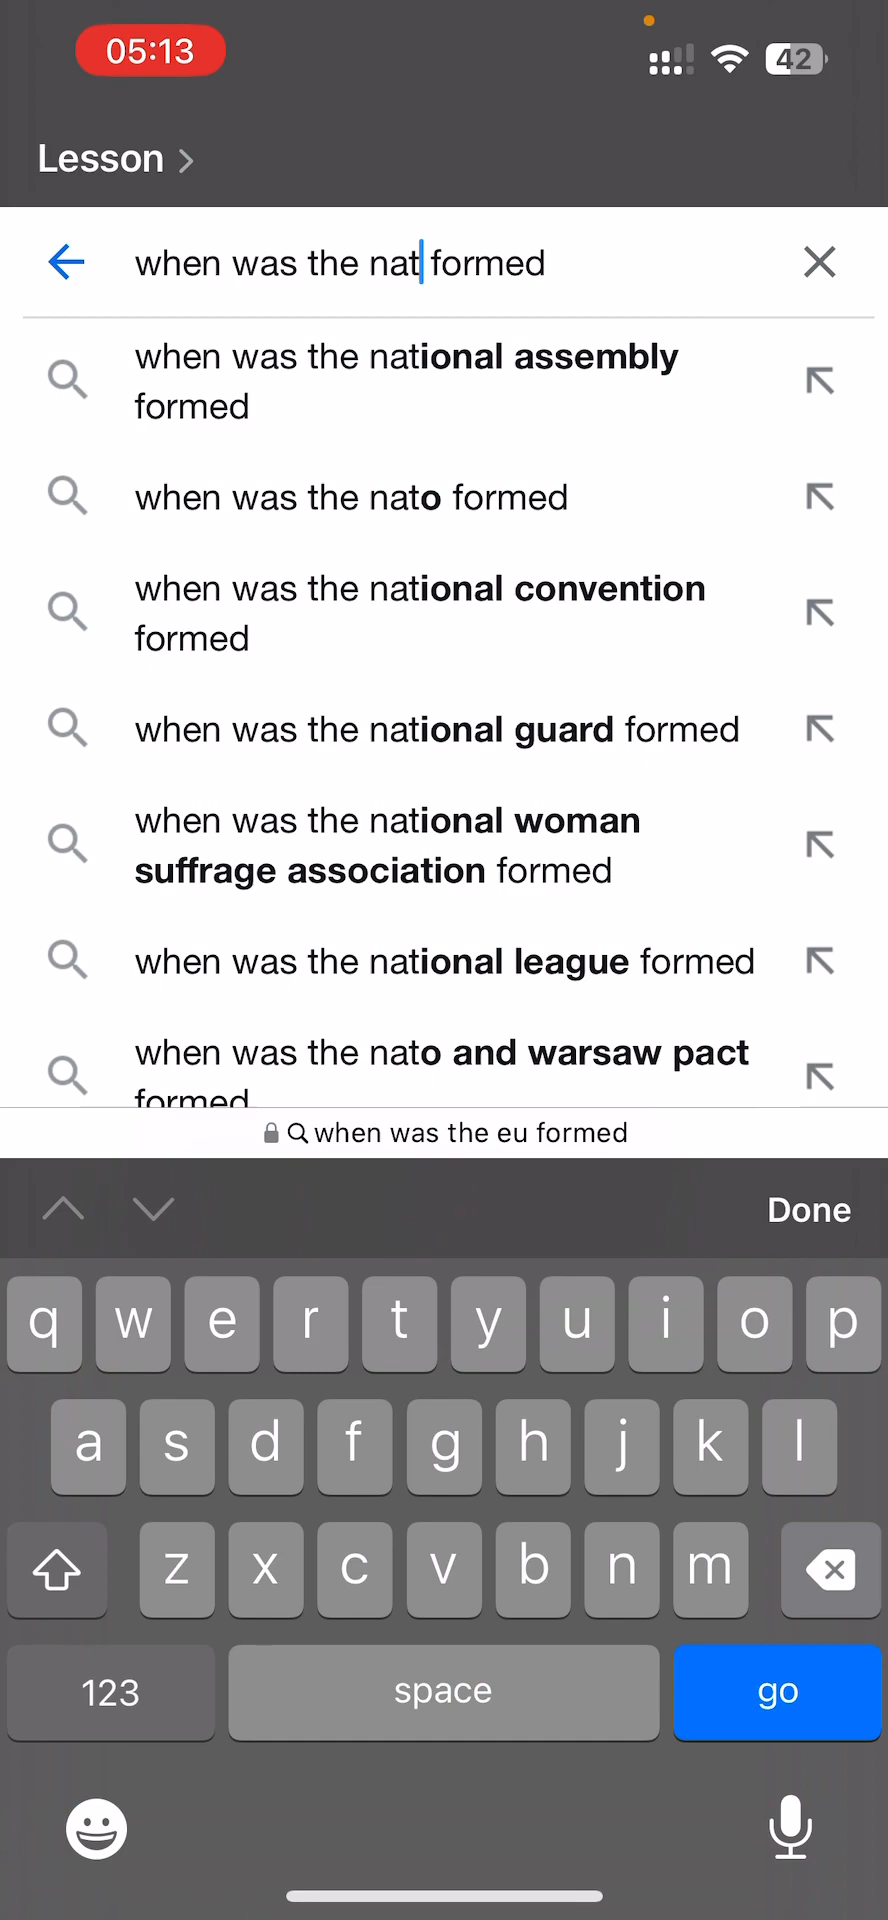 05:13
42
Lesson
when was the nat formed
when was the national assembly
formed
when was the nato formed
when was the national convention
formed
when was the national guard formed
when was the national woman
suffrage association formed
when was the national league formed
when was the nato and warsaw pact
formed
when was the eu formed
Done
q w e r t y u i o p
a s d f g h j k l
z x c v b n m
123 space go